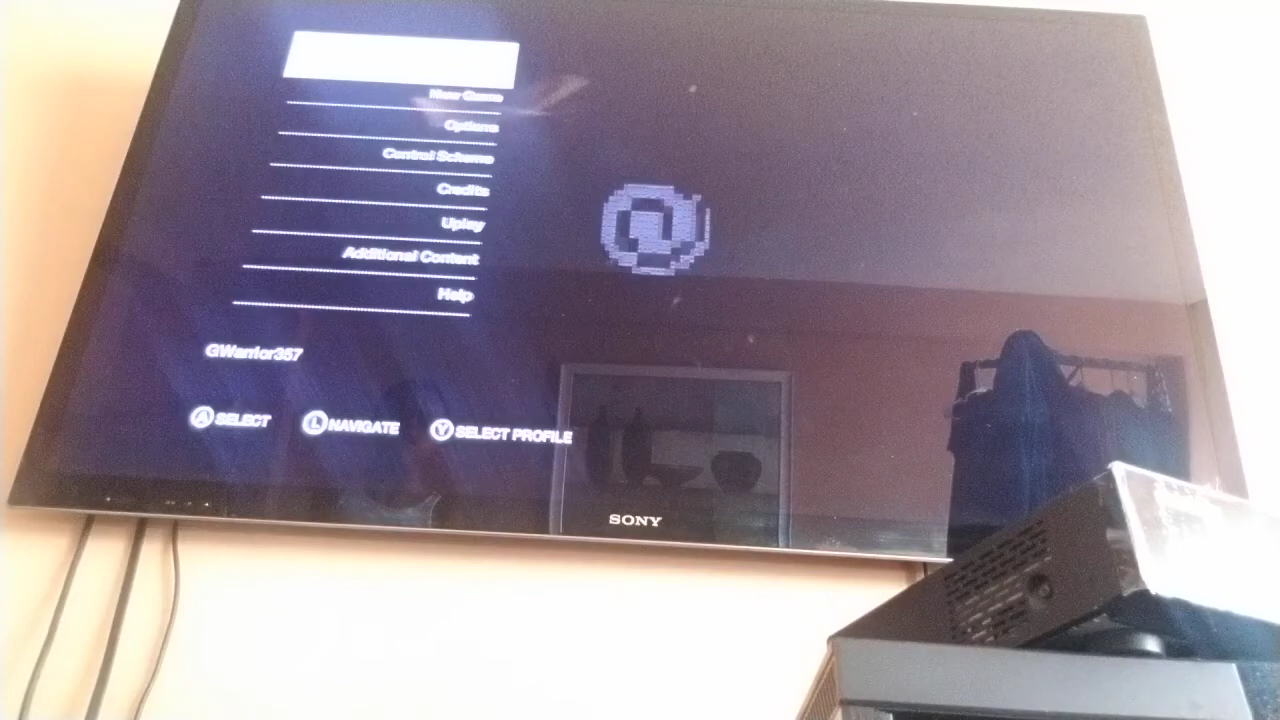 New Game
Options
Control Scheme
Credits
Uplay
Additional Content
Help
GWarrior357
A SELECT L NAVIGATE Y SELECT PROFILE
SONY